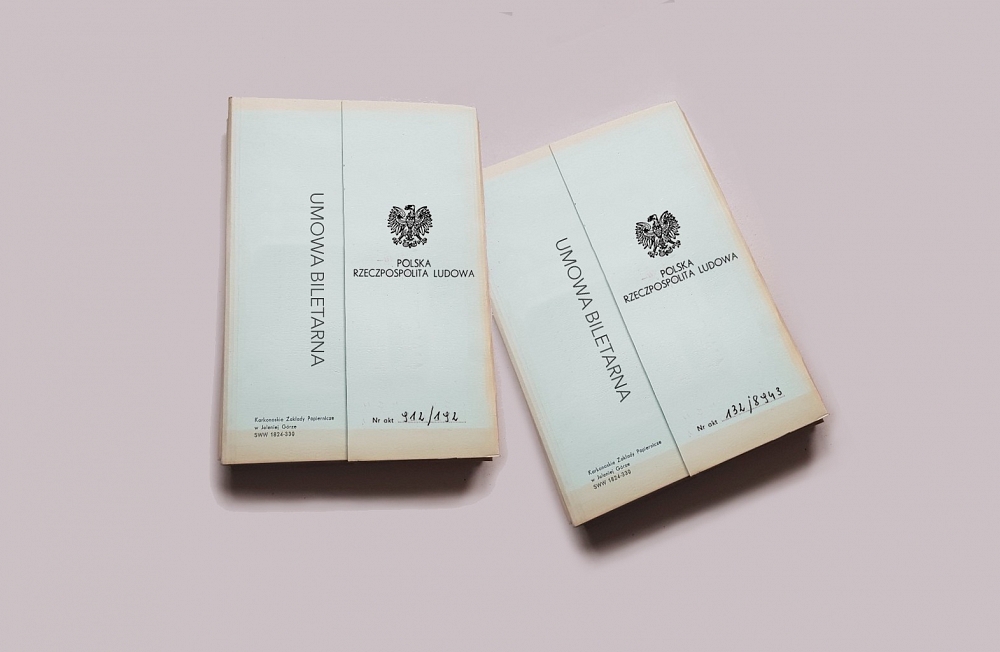 UMOWA BILETARNA
POLSKA
RZECZPOSPOLITA LUDOWA
Karkonoskie Zakłady Papiernicze
w Jeleniej Górze
SWW 1824-330
Nr akt 912/192
UMOWA BILETARNA
POLSKA
RZECZPOSPOLITA LUDOWA
Karkonoskie Zakłady Papiernicze
w Jeleniej Górze
SWW 1824-330
Nr akt 132/8943